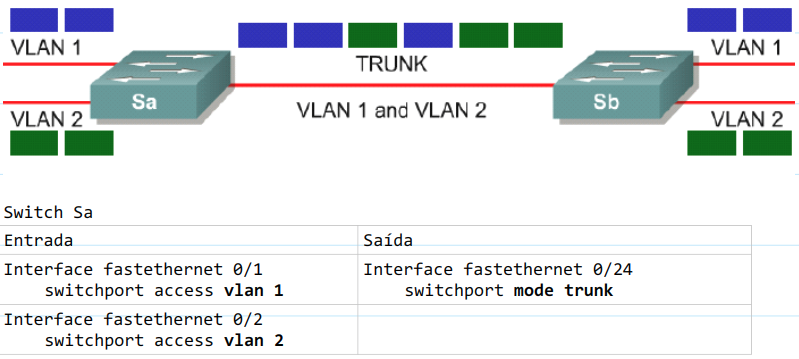 VLAN 1
TRUNK
VLAN 1
Sa
Sb
VLAN 2
VLAN 1 and VLAN 2
VLAN 2
Switch Sa
Entrada
Saída
Interface fastethernet 0/1
switchport access vlan 1
Interface fastethernet 0/24
switchport mode trunk
Interface fastethernet 0/2
switchport access vlan 2